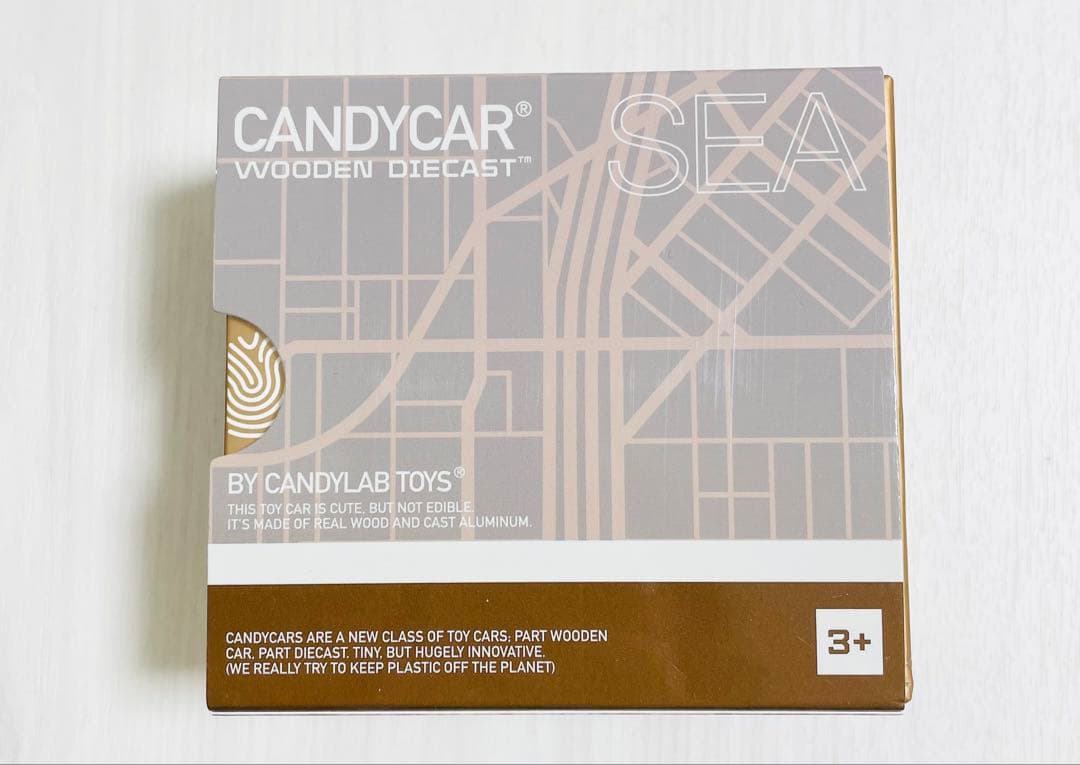 CANDYCAR®
WOODEN DIECAST™
SEA
BY CANDYLAB TOYS®
THIS TOY CAR IS CUTE, BUT NOT EDIBLE.
IT'S MADE OF REAL WOOD AND CAST ALUMINUM.
CANDYCARS ARE A NEW CLASS OF TOY CARS; PART WOODEN
CAR, PART DIECAST. TINY, BUT HUGELY INNOVATIVE.
(WE REALLY TRY TO KEEP PLASTIC OFF THE PLANET)
3+